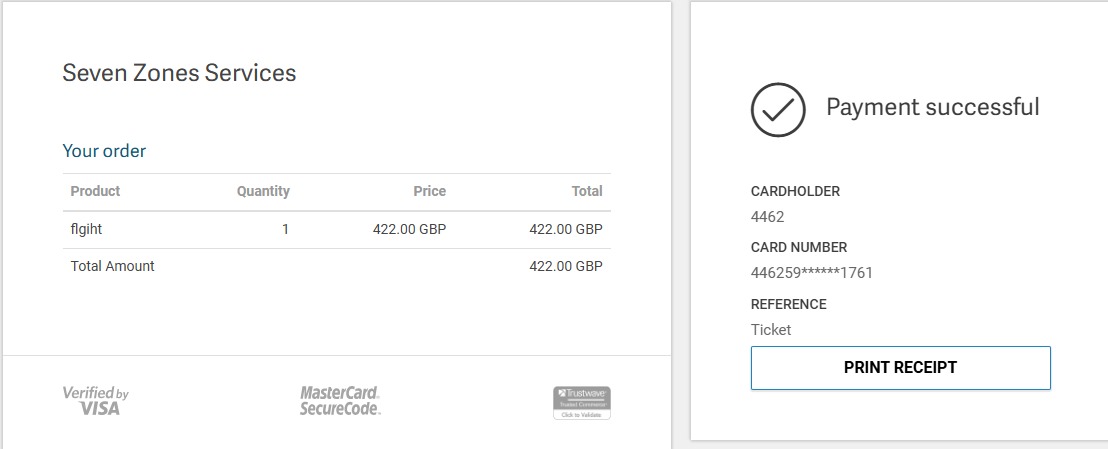 Seven Zones Services
Your order
Product Quantity Price Total
flgiht 1 422.00 GBP 422.00 GBP
Total Amount 422.00 GBP
Verified by
VISA
MasterCard.
SecureCode.
Trustwave
Trusted Commerce
Click to Validate
Payment successful
CARDHOLDER
4462
CARD NUMBER
446259******1761
REFERENCE
Ticket
PRINT RECEIPT